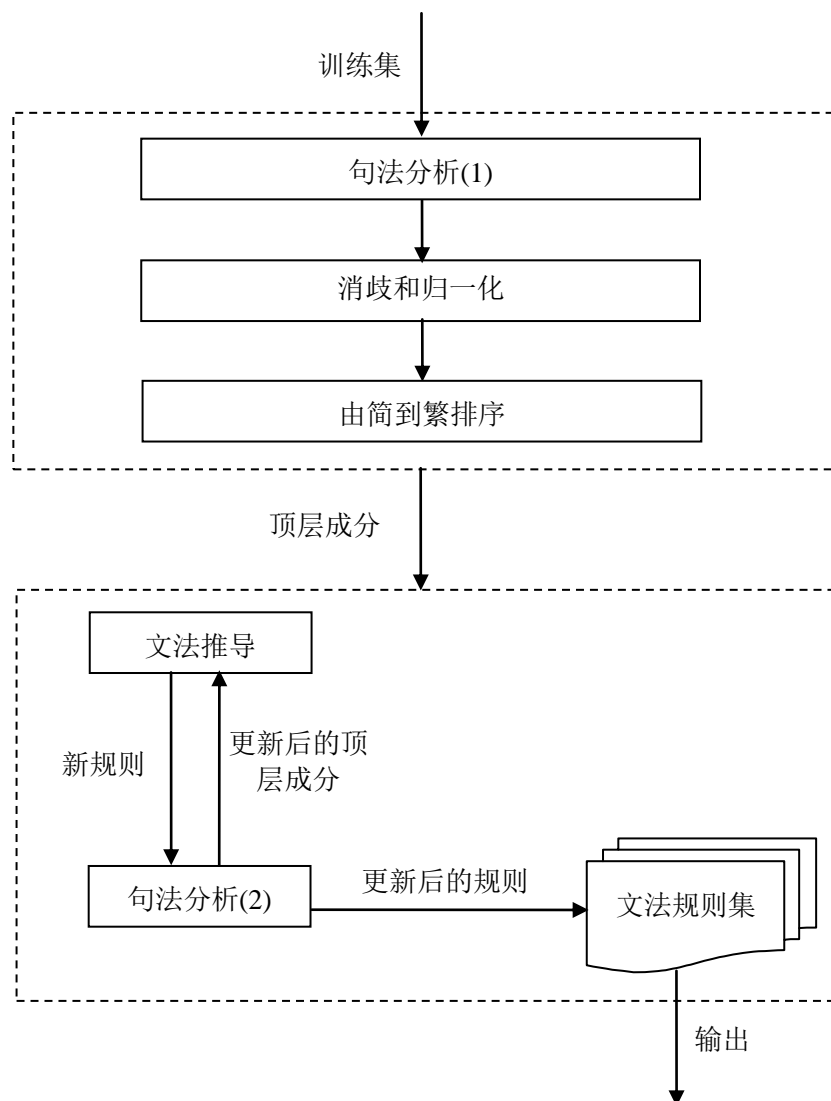 训练集
句法分析(1)
消歧和归一化
由简到繁排序
顶层成分
文法推导
新规则
更新后的顶
层成分
句法分析(2)
更新后的规则
文法规则集
输出